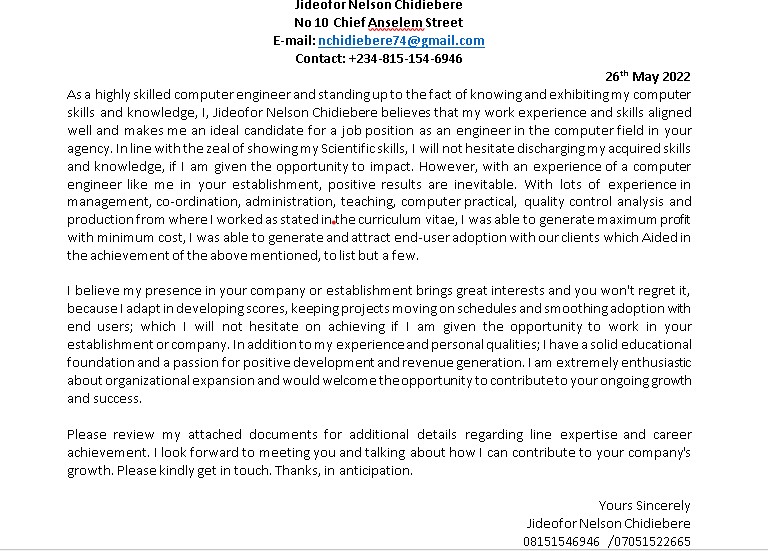 Jideofor Nelson Chidiebere
No 10 Chief Anselem Street
E-mail: nchidiebere74@gmail.com
Contact: +234-815-154-6946
26th May 2022
As a highly skilled computer engineer and standing up to the fact of knowing and exhibiting my computer
skills and knowledge, I, Jideofor Nelson Chidiebere believes that my work experience and skills aligned
well and makes me an ideal candidate for a job position as an engineer in the computer field in your
agency. In line with the zeal of showing my Scientific skills, I will not hesitate discharging my acquired skills
and knowledge, if I am given the opportunity to impact. However, with an experience of a computer
engineer like me in your establishment, positive results are inevitable. With lots of experience in
management, co-ordination, administration, teaching, computer practical, quality control analysis and
production from where I worked as stated in the curriculum vitae, I was able to generate maximum profit
with minimum cost, I was able to generate and attract end-user adoption with our clients which Aided in
the achievement of the above mentioned, to list but a few.
I believe my presence in your company or establishment brings great interests and you won't regret it,
because I adapt in developing scores, keeping projects moving on schedules and smoothing adoption with
end users; which I will not hesitate on achieving if I am given the opportunity to work in your
establishment or company. In addition to my experience and personal qualities; I have a solid educational
foundation and a passion for positive development and revenue generation. I am extremely enthusiastic
about organizational expansion and would welcome the opportunity to contribute to your ongoing growth
and success.
Please review my attached documents for additional details regarding line expertise and career
achievement. I look forward to meeting you and talking about how I can contribute to your company's
growth. Please kindly get in touch. Thanks, in anticipation.
Yours Sincerely
Jideofor Nelson Chidiebere
08151546946 /07051522665